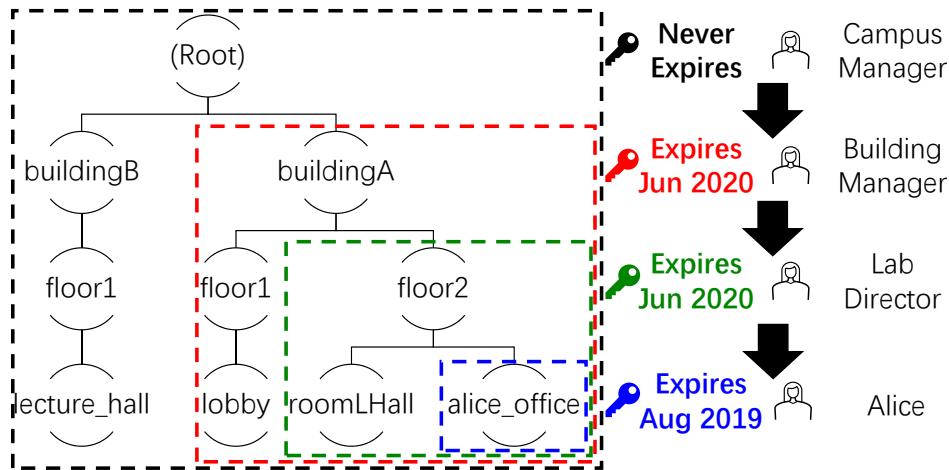 (Root)
buildingB
buildingA
floor1
floor1
floor2
lecture_hall
lobby
roomLHall
alice_office
Never
Expires
Campus
Manager
Expires
Jun 2020
Building
Manager
Expires
Jun 2020
Lab
Director
Expires
Aug 2019
Alice